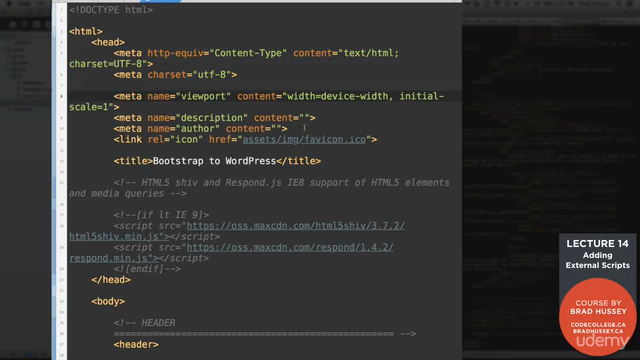 <!DOCTYPE html>
<html>
<head>
<meta http-equiv="Content-Type" content="text/html;
charset=UTF-8">
<meta charset="utf-8">
<meta name="viewport" content="width=device-width, initial-
scale=1">
<meta name="description" content="">
<meta name="author" content="">
<link rel="icon" href="assets/img/favicon.ico">
<title>Bootstrap to WordPress</title>
<!-- HTML5 shiv and Respond.js IE8 support of HTML5 elements
and media queries -->
<!--[if lt IE 9]>
<script src="https://oss.maxcdn.com/html5shiv/3.7.2/
html5shiv.min.js"></script>
<script src="https://oss.maxcdn.com/respond/1.4.2/
respond.min.js"></script>
<![endif]-->
</head>
<body>
<!-- HEADER
================================================== -->
<header>
LECTURE 14
Adding
External Scripts
COURSE BY
BRAD HUSSEY
CODECOLLEGE.CA
BRADHUSSEY.CA
udemy